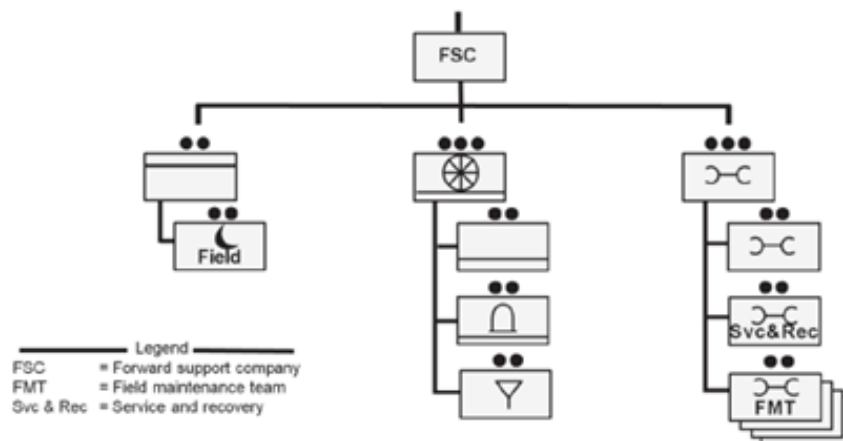 FSC
Field
Svc&Rec
FMT
Legend
FSC = Forward support company
FMT = Field maintenance team
Svc & Rec = Service and recovery